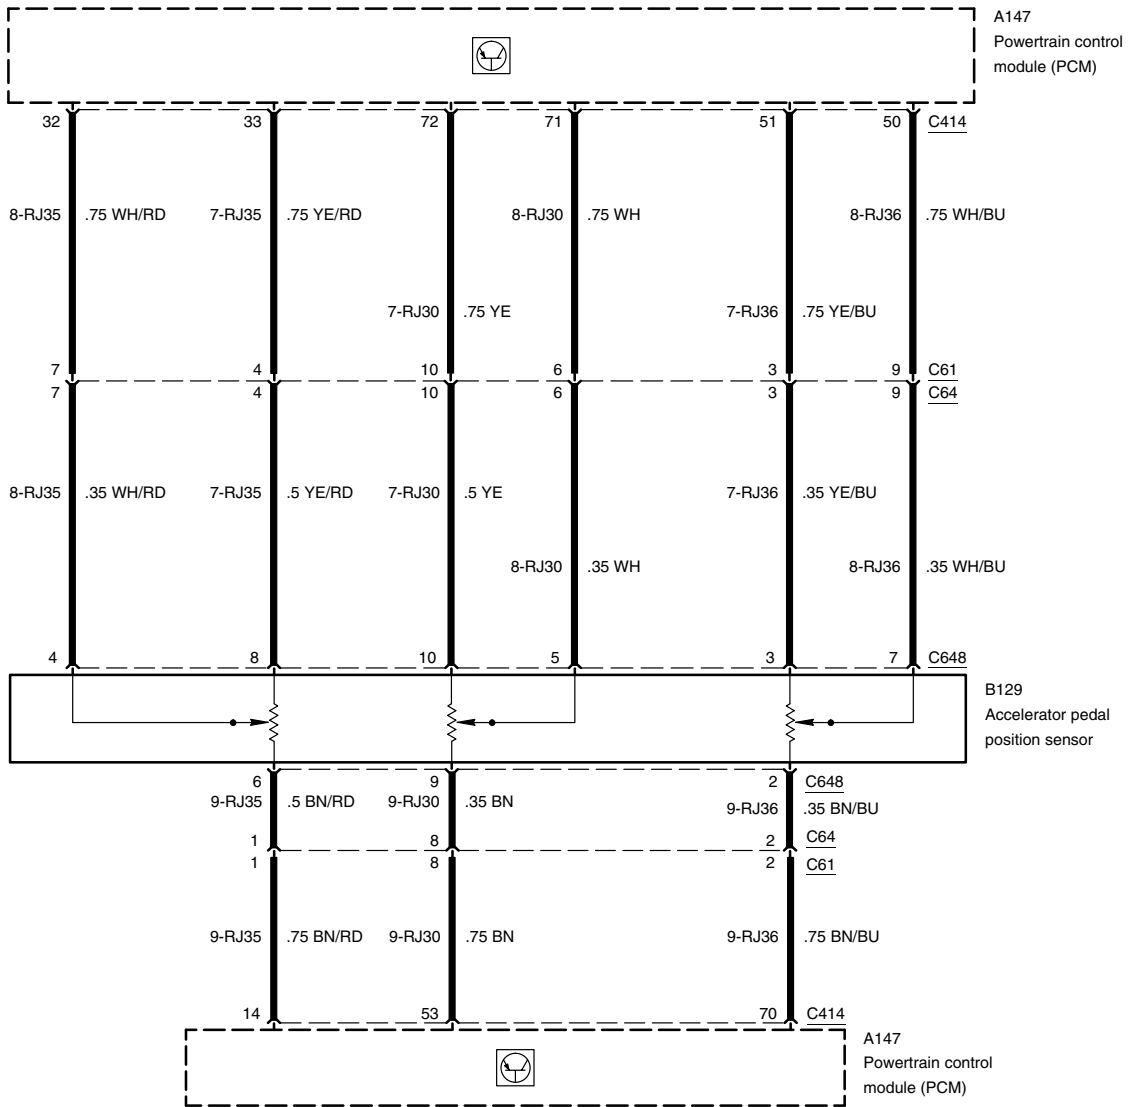 A147
Powertrain control
module (PCM)
32 33 72 71 51 50 C414
8-RJ35 .75 WH/RD 7-RJ35 .75 YE/RD 8-RJ30 .75 WH 8-RJ36 .75 WH/BU
7-RJ30 .75 YE 7-RJ36 .75 YE/BU
7 4 10 6 3 9 C61
7 4 10 6 3 9 C64
8-RJ35 .35 WH/RD 7-RJ35 .5 YE/RD 7-RJ30 .5 YE 7-RJ36 .35 YE/BU
8-RJ30 .35 WH 8-RJ36 .35 WH/BU
4 8 10 5 3 7 C648
B129
Accelerator pedal
position sensor
6 9 2 C648
9-RJ35 .5 BN/RD 9-RJ30 .35 BN 9-RJ36 .35 BN/BU
1 8 2 C64
1 8 2 C61
9-RJ35 .75 BN/RD 9-RJ30 .75 BN 9-RJ36 .75 BN/BU
14 53 70 C414
A147
Powertrain control
module (PCM)